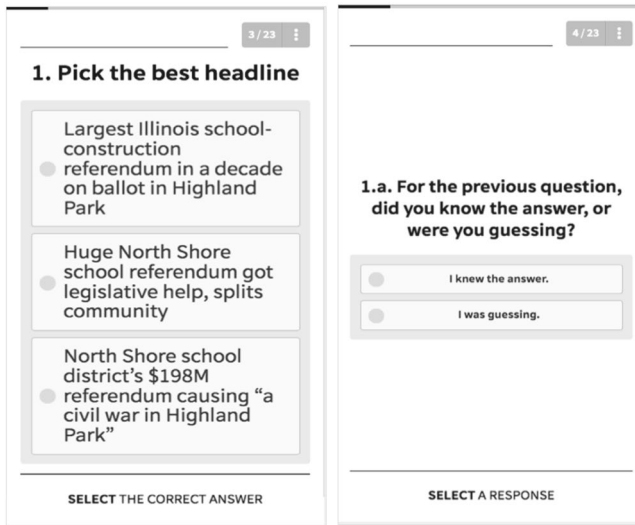 3/23
1. Pick the best headline
Largest Illinois school-
construction
referendum in a decade
on ballot in Highland
Park
Huge North Shore
school referendum got
legislative help, splits
community
North Shore school
district’s $198M
referendum causing “a
civil war in Highland
Park”
SELECT THE CORRECT ANSWER
4/23
1.a. For the previous question,
did you know the answer, or
were you guessing?
I knew the answer.
I was guessing.
SELECT A RESPONSE